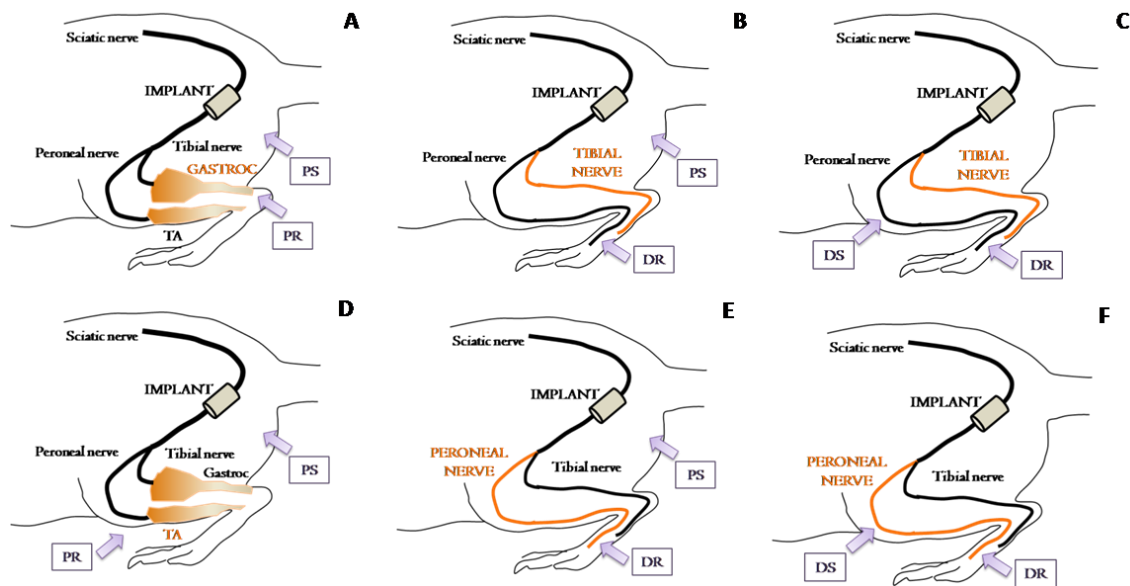 A
Sciatic nerve
IMPLANT
Peroneal nerve
Tibial nerve
GASTROC
PS
TA
PR
B
Sciatic nerve
IMPLANT
Peroneal nerve
TIBIAL
NERVE
PS
DR
C
Sciatic nerve
IMPLANT
Peroneal nerve
TIBIAL
NERVE
DS
DR
D
Sciatic nerve
IMPLANT
Peroneal nerve
Tibial nerve
Gastroc
PS
TA
PR
E
Sciatic nerve
IMPLANT
PERONEAL
NERVE
Tibial nerve
PS
DR
F
Sciatic nerve
IMPLANT
PERONEAL
NERVE
Tibial nerve
DS
DR